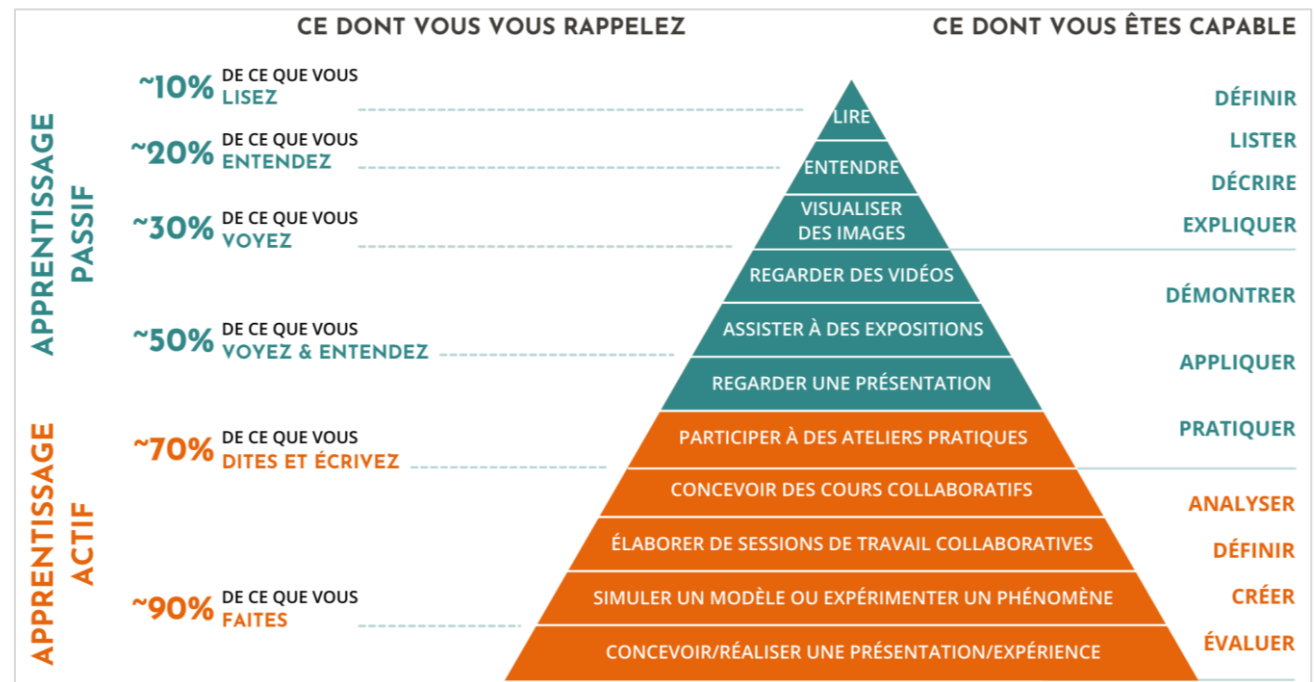 CE DONT VOUS VOUS RAPPELEZ
CE DONT VOUS ÊTES CAPABLE
APPRENTISSAGE
PASSIF
~10% DE CE QUE VOUS
LISEZ
~20% DE CE QUE VOUS
ENTENDEZ
~30% DE CE QUE VOUS
VOYEZ
~50% DE CE QUE VOUS
VOYEZ & ENTENDEZ
APPRENTISSAGE
ACTIF
~70% DE CE QUE VOUS
DITES ET ÉCRIVEZ
~90% DE CE QUE VOUS
FAITES
LIRE
ENTENDRE
VISUALISER
DES IMAGES
REGARDER DES VIDÉOS
ASSISTER À DES EXPOSITIONS
REGARDER UNE PRÉSENTATION
PARTICIPER À DES ATELIERS PRATIQUES
CONCEVOIR DES COURS COLLABORATIFS
ÉLABORER DE SESSIONS DE TRAVAIL COLLABORATIVES
SIMULER UN MODÈLE OU EXPÉRIMENTER UN PHÉNOMÈNE
CONCEVOIR/RÉALISER UNE PRÉSENTATION/EXPÉRIENCE
DÉFINIR
LISTER
DÉCRIRE
EXPLIQUER
DÉMONTRER
APPLIQUER
PRATIQUER
ANALYSER
DÉFINIR
CRÉER
ÉVALUER